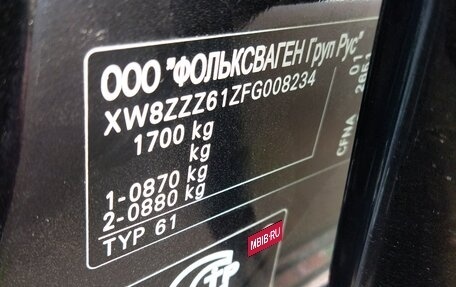 ООО "ФОЛЬКСВАГЕН Груп Рус"
XW8ZZZ61ZFG008234
1700 kg
kg
1-0870 kg
2-0880 kg
TYP 61
CFNA
01
MBIB.RU